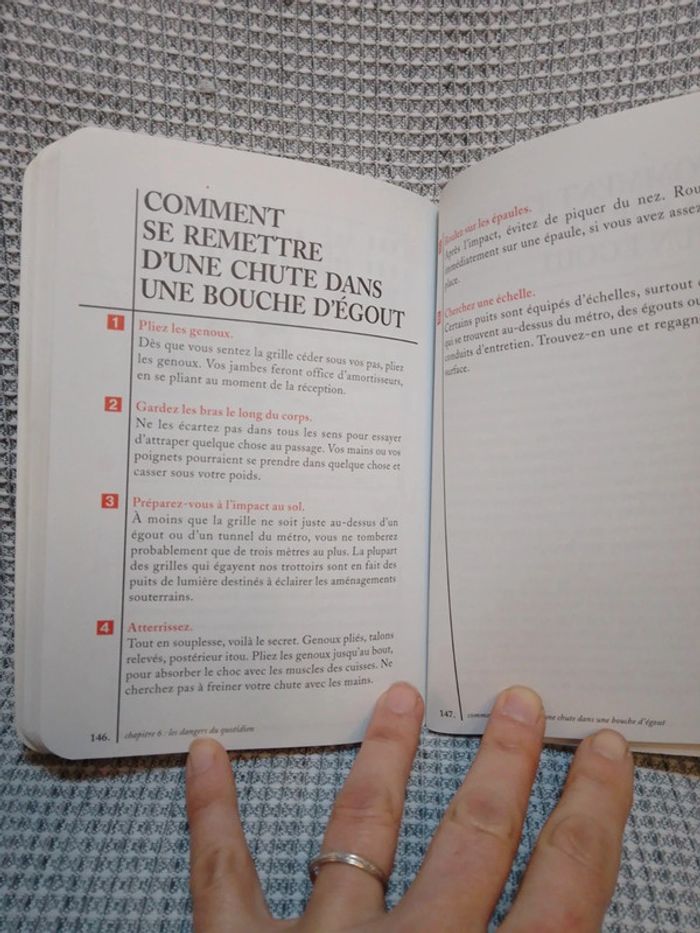 COMMENT
SE REMETTRE
D'UNE CHUTE DANS
UNE BOUCHE D'ÉGOUT
1 Pliez les genoux.
Dès que vous sentez la grille céder sous vos pas, pliez
les genoux. Vos jambes feront office d'amortisseurs,
en se pliant au moment de la réception.
2 Gardez les bras le long du corps.
Ne les écartez pas dans tous les sens pour essayer
d'attraper quelque chose au passage. Vos mains ou vos
poignets pourraient se prendre dans quelque chose et
casser sous votre poids.
3 Préparez-vous à l'impact au sol.
À moins que la grille ne soit juste au-dessus d'un
égout ou d'un tunnel du métro, vous ne tomberez
probablement que de trois mètres au plus. La plupart
des grilles qui égayent nos trottoirs sont en fait des
puits de lumière destinés à éclairer les aménagements
souterrains.
4 Atterrissez.
Tout en souplesse, voilà le secret. Genoux pliés, talons
relevés, postérieur itou. Pliez les genoux jusqu'au bout,
pour absorber le choc avec les muscles des cuisses. Ne
cherchez pas à freiner votre chute avec les mains.
146. chapitre 6 : les dangers du quotidien
Roulez sur les épaules.
Après l'impact, évitez de piquer du nez. Rou
immédiatement sur une épaule, si vous avez assez
place.
Cherchez une échelle.
Certains puits sont équipés d'échelles, surtout
qui se trouvent au-dessus du métro, des égouts ou
conduits d'entretien. Trouvez-en une et regagn
surface.
147. comm ne chute dans une bouche d'égout